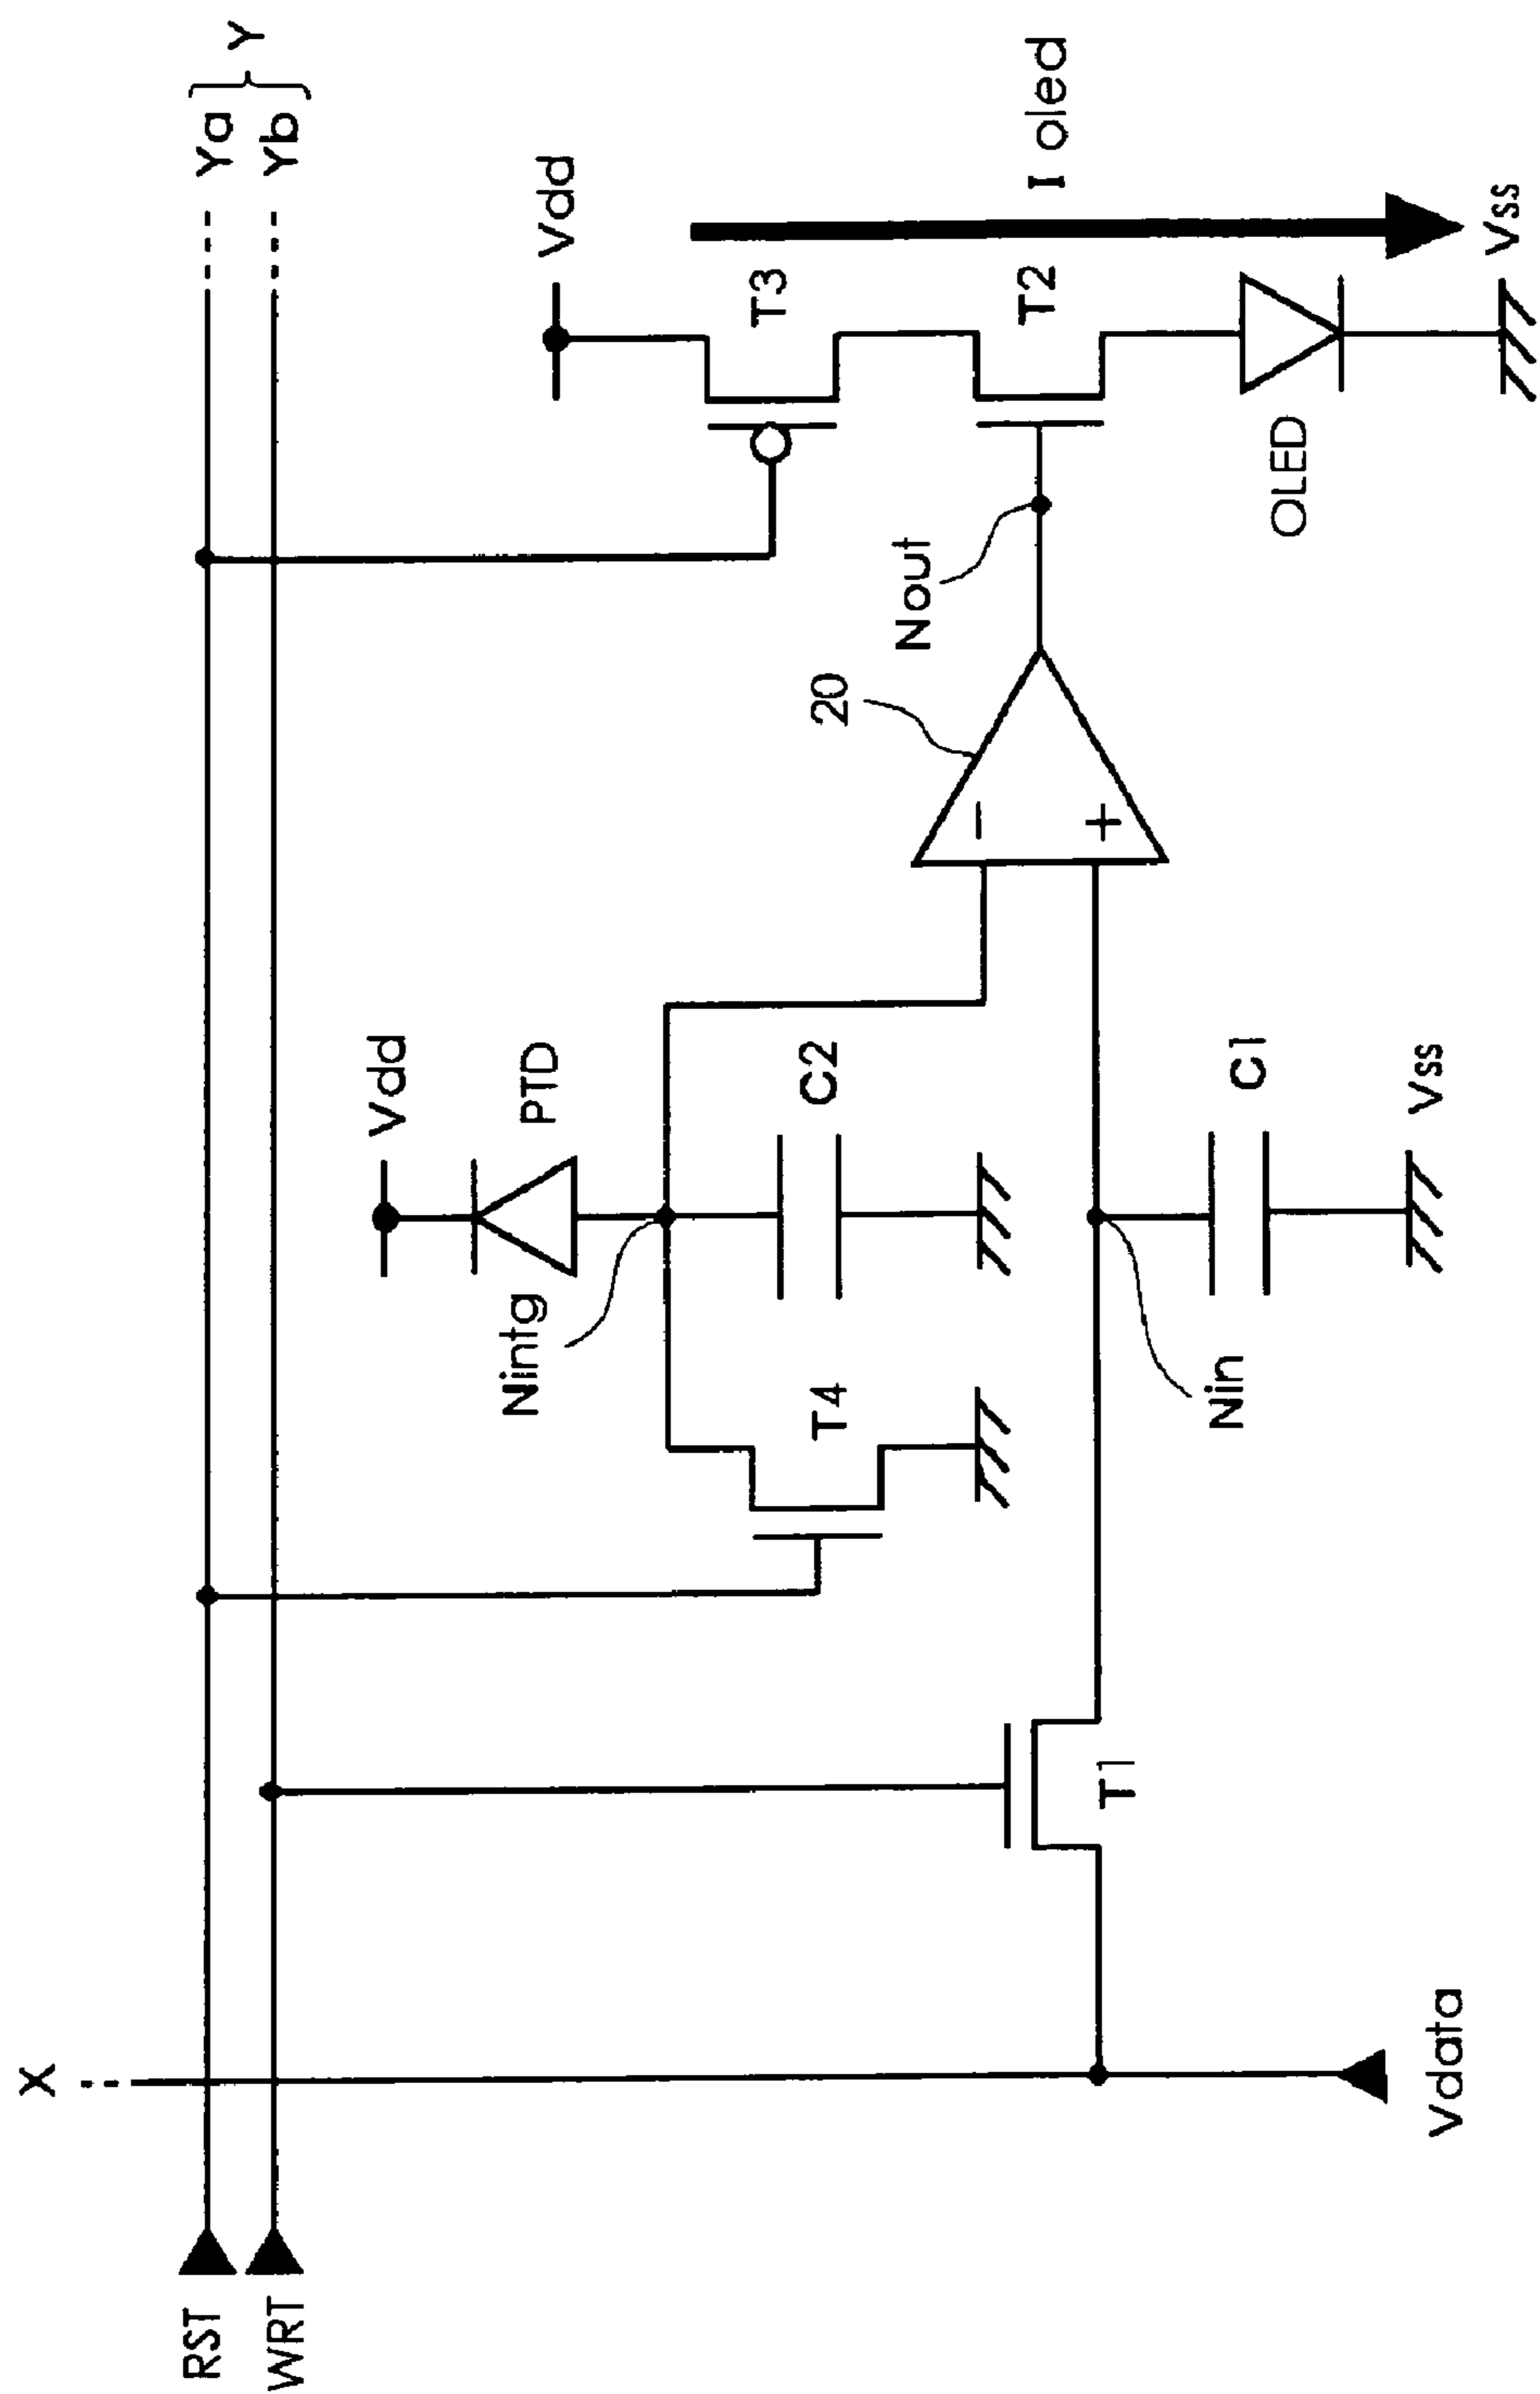 X
RST
Ya
WRT
Yb
Y
Vdd
PTD
Nintg
T4
C2
Vdd
T3
I oled
T2
20
Nout
−
+
OLED
Vss
T1
Nin
C1
Vss
Vdata